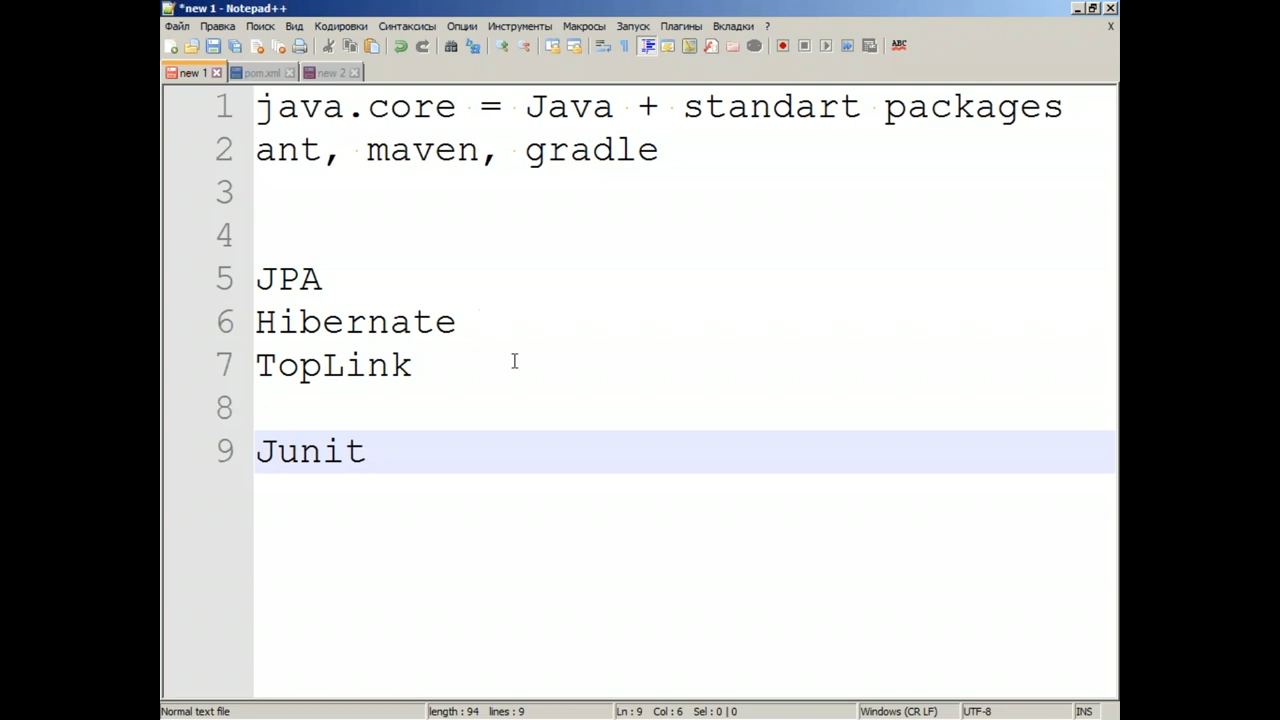 *new 1 - Notepad++
Файл Правка Поиск Вид Кодировки Синтаксисы Опции Инструменты Макросы Запуск Плагины Вкладки ? X
ABC
new 1 pom.xml new 2
1 java.core = Java + standart packages
2 ant, maven, gradle
3
4
5 JPA
6 Hibernate
7 TopLink
8
9 Junit
Normal text file length : 94 lines : 9 Ln : 9 Col : 6 Sel : 0 | 0 Windows (CR LF) UTF-8 INS